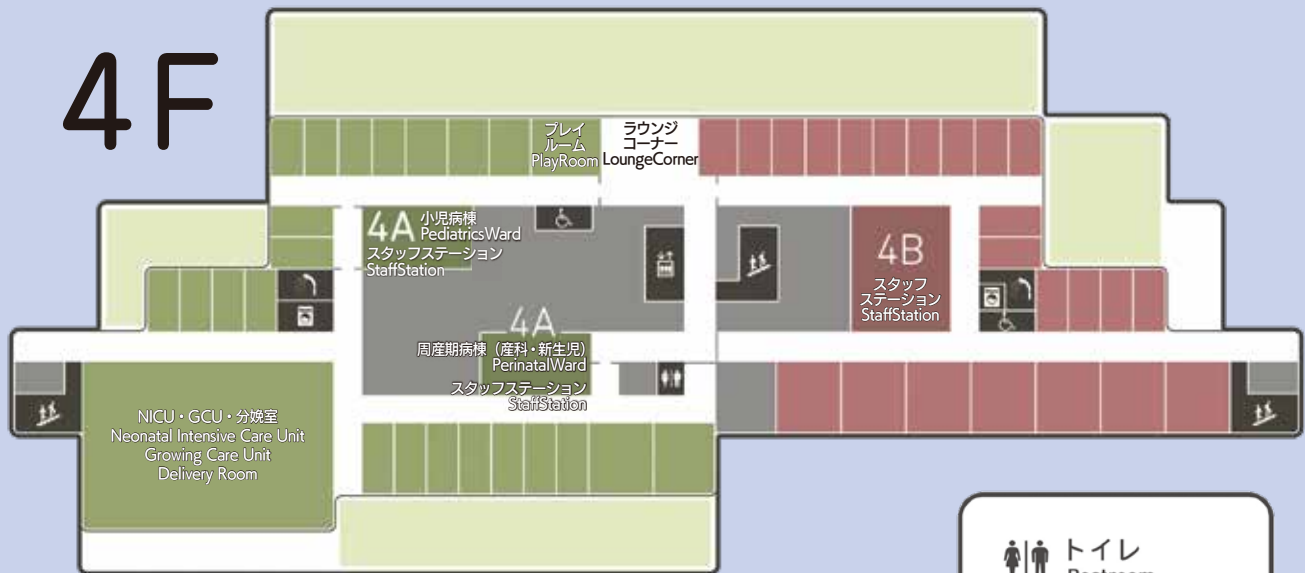 4F
プレイ
ルーム
PlayRoom
ラウンジ
コーナー
LoungeCorner
4A
小児病棟
PediatricsWard
スタッフステーション
StaffStation
4B
スタッフ
ステーション
StaffStation
4A
周産期病棟（産科・新生児）
PerinatalWard
スタッフステーション
StaffStation
NICU・GCU・分娩室
Neonatal Intensive Care Unit
Growing Care Unit
Delivery Room
トイレ